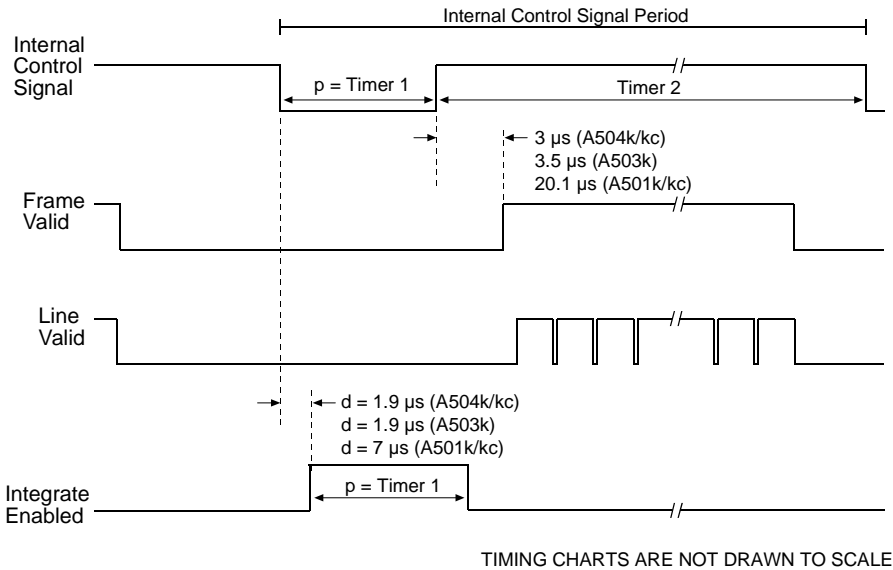 Internal Control Signal Period
Internal
Control
Signal
p = Timer 1
Timer 2
3 µs (A504k/kc)
3.5 µs (A503k)
20.1 µs (A501k/kc)
Frame
Valid
Line
Valid
d = 1.9 µs (A504k/kc)
d = 1.9 µs (A503k)
d = 7 µs (A501k/kc)
Integrate
Enabled
p = Timer 1
TIMING CHARTS ARE NOT DRAWN TO SCALE